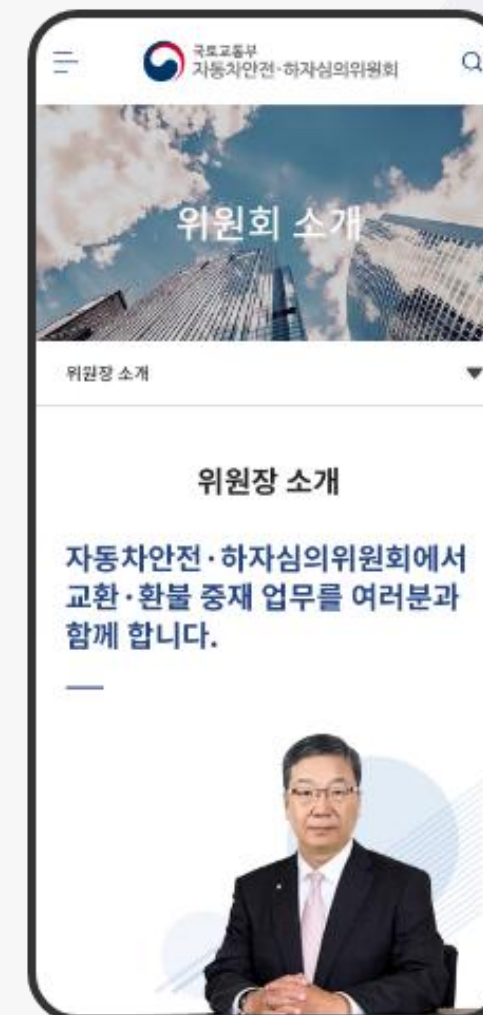 국토교통부
자동차안전·하자심의위원회
위원회 소개
위원장 소개
위원장 소개
자동차안전·하자심의위원회에서
교환·환불 중재 업무를 여러분과
함께 합니다.